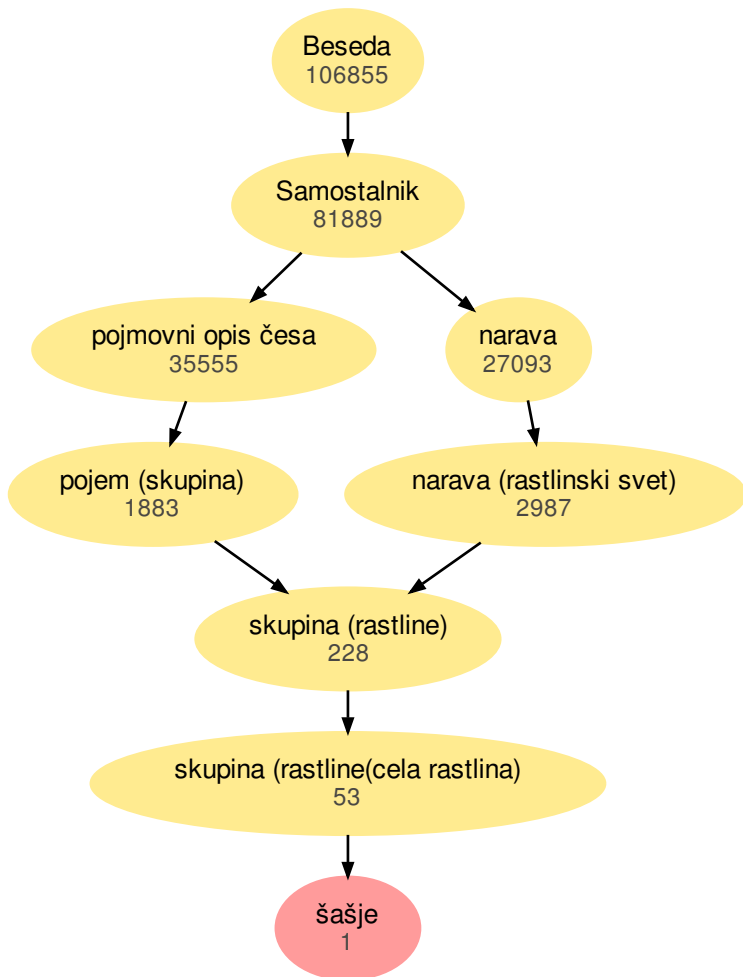 Beseda
106855
Samostalnik
81889
pojmovni opis česa
35555
narava
27093
pojem (skupina)
1883
narava (rastlinski svet)
2987
skupina (rastline)
228
skupina (rastline(cela rastlina)
53
šašje
1